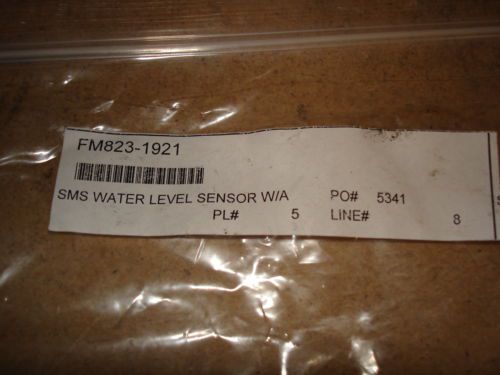 FM823-1921
SMS WATER LEVEL SENSOR W/A PO# 5341
PL# 5 LINE# 8